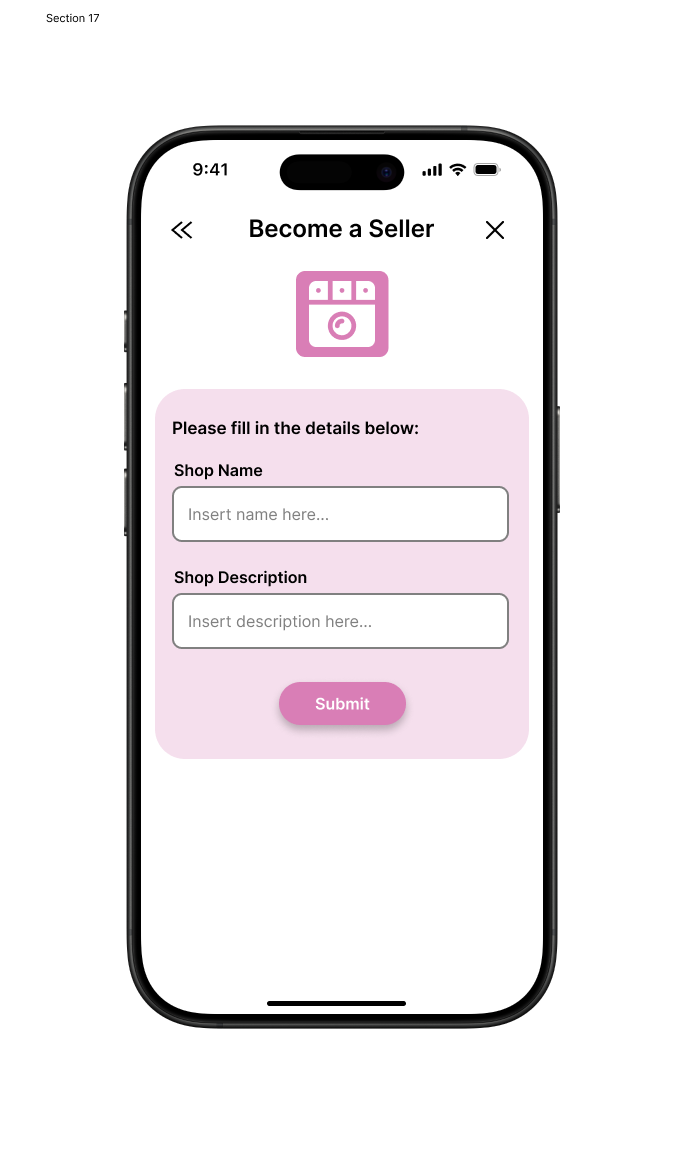 Section 17
9:41
Become a Seller
Please fill in the details below:
Shop Name
Insert name here...
Shop Description
Insert description here...
Submit